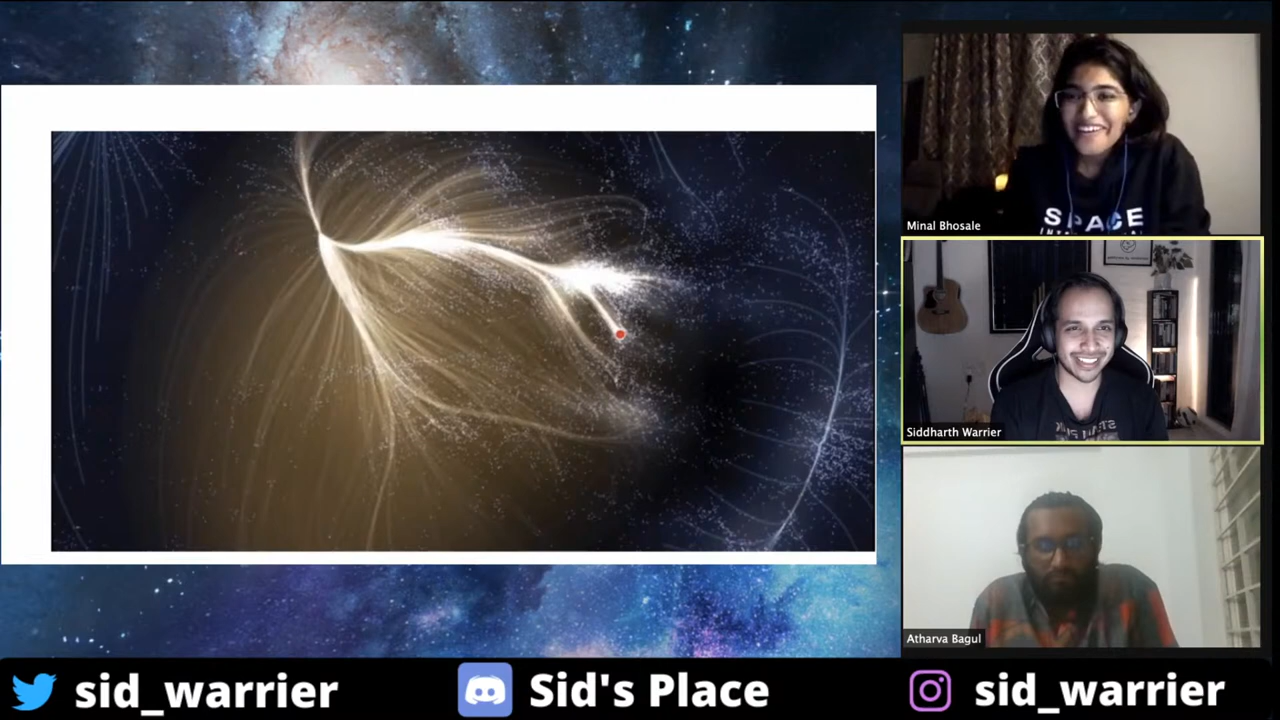 Minal Bhosale
SPACE
Siddharth Warrier
Atharva Bagul
sid_warrier
Sid's Place
sid_warrier